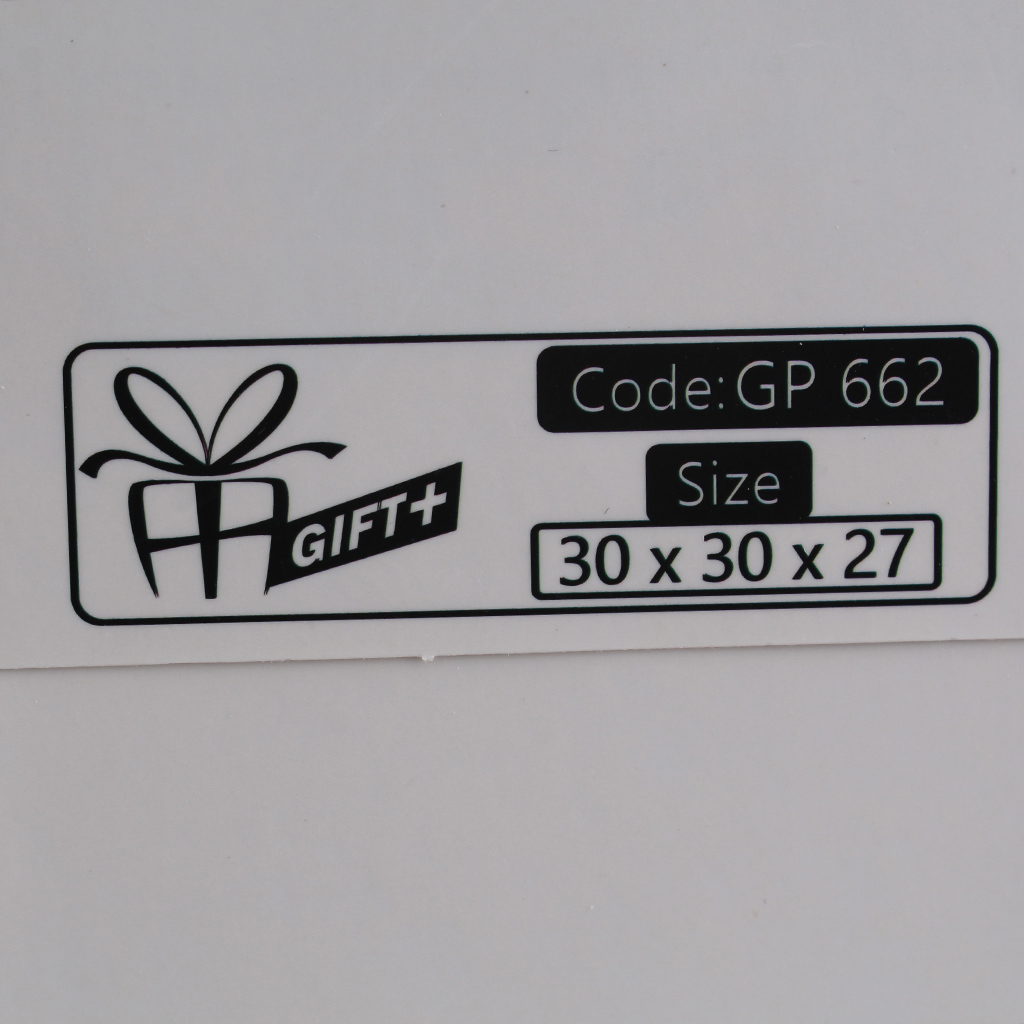 GIFT+
Code: GP 662
Size
30 x 30 x 27